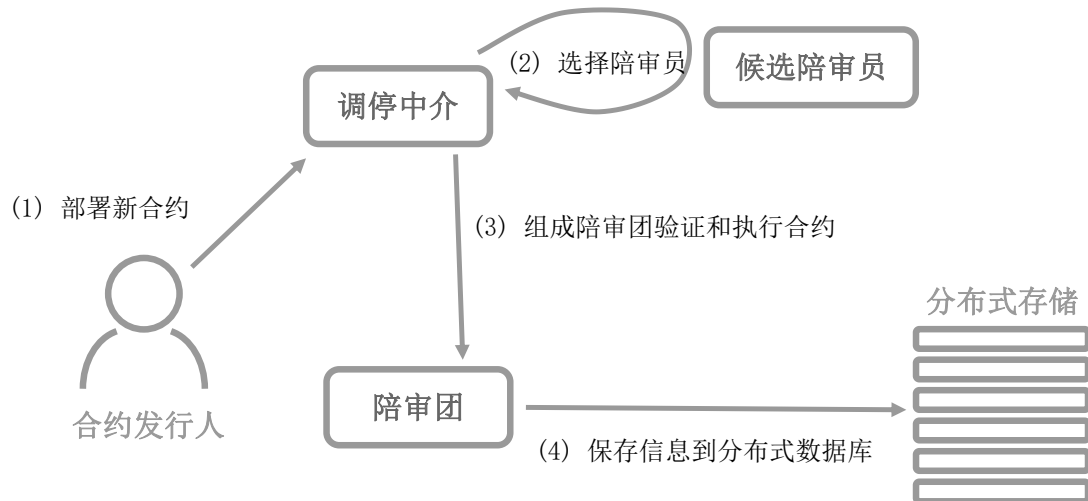 (2) 选择陪审员
候选陪审员
调停中介
(1) 部署新合约
(3) 组成陪审团验证和执行合约
分布式存储
陪审团
合约发行人
(4) 保存信息到分布式数据库